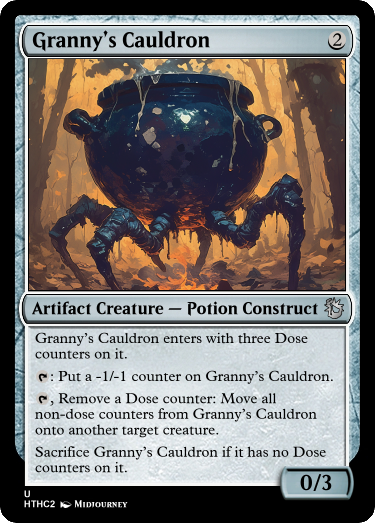 Granny's Cauldron 2
Artifact Creature — Potion Construct
Granny's Cauldron enters with three Dose
counters on it.
: Put a -1/-1 counter on Granny's Cauldron.
, Remove a Dose counter: Move all
non-dose counters from Granny's Cauldron
onto another target creature.
Sacrifice Granny's Cauldron if it has no Dose
counters on it.
0/3
U
HTHC2 Midjourney